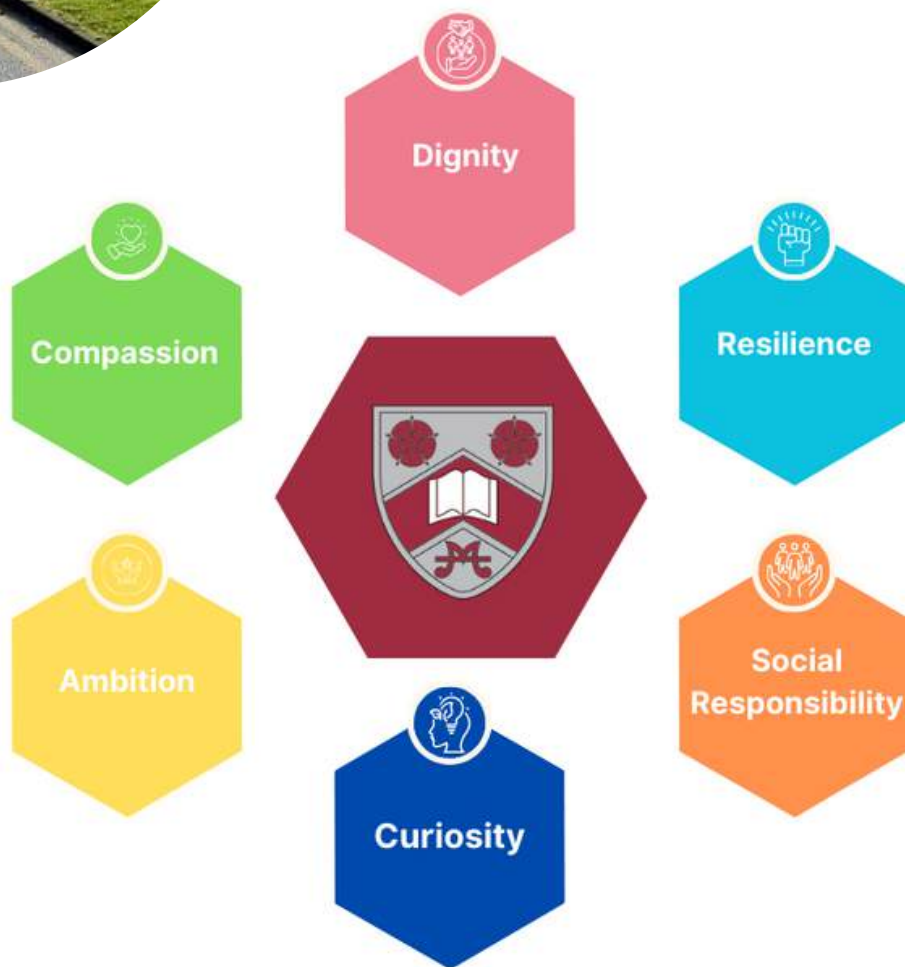 Dignity
Compassion
Resilience
Ambition
Social
Responsibility
Curiosity